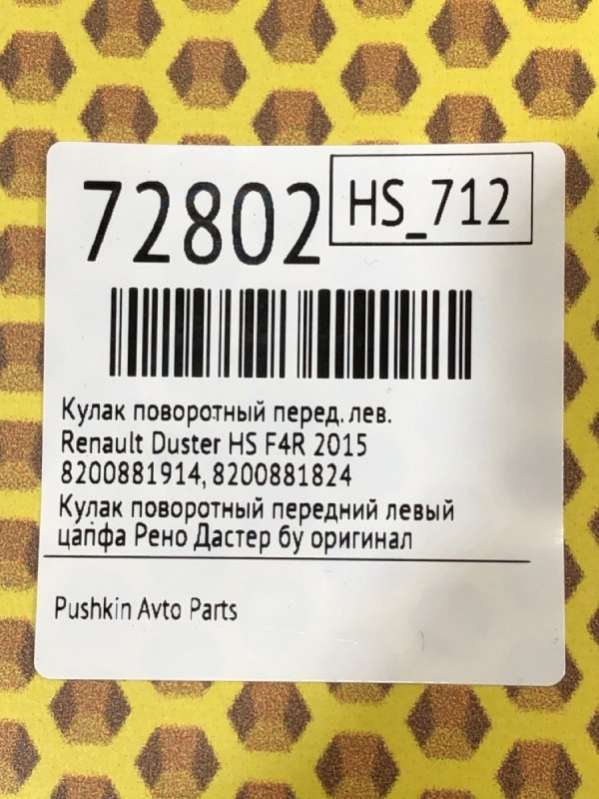 72802
HS_712
Кулак поворотный перед. лев.
Renault Duster HS F4R 2015
8200881914, 8200881824
Кулак поворотный передний левый
цапфа Рено Дастер бу оригинал
Pushkin Avto Parts